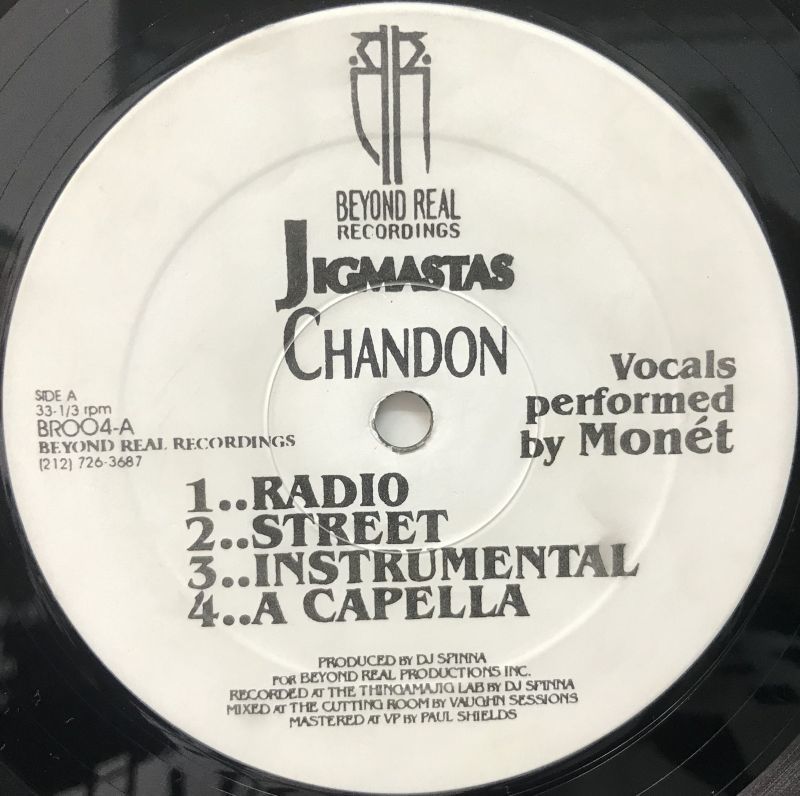 BEYOND REAL
RECORDINGS
JIGMASTAS
CHANDON
Vocals
performed
by Monét
SIDE A
33-1/3 rpm
BR004-A
BEYOND REAL RECORDINGS
(212) 726-3687
1..RADIO
2..STREET
3..INSTRUMENTAL
4..A CAPELLA
PRODUCED BY DJ SPINNA
FOR BEYOND REAL PRODUCTIONS INC.
RECORDED AT THE THINGAMAJIG LAB BY DJ SPINNA
MIXED AT THE CUTTING ROOM BY VAUGHN SESSIONS
MASTERED AT VP BY PAUL SHIELDS